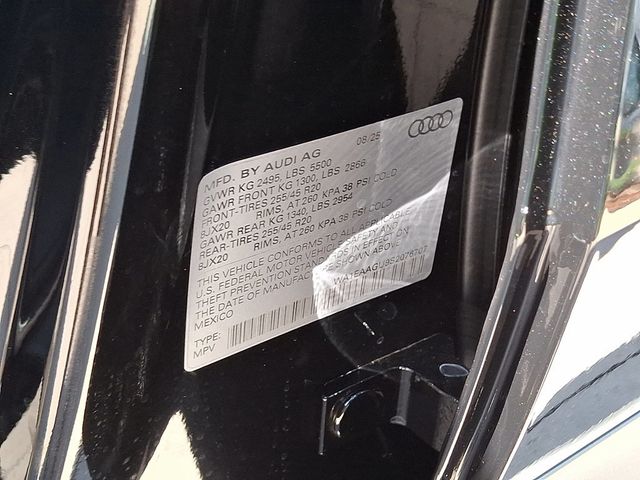 MFD. BY AUDI AG 08/25
GVWR KG 2495, LBS 5500
GAWR FRONT KG 1300, LBS 2866
FRONT-TIRES 255/45 R20
8JX20 RIMS, AT 260 KPA 38 PSI COLD
GAWR REAR KG 1340, LBS 2954
REAR-TIRES 255/45 R20
8JX20 RIMS, AT 260 KPA 38 PSI COLD
THIS VEHICLE CONFORMS TO ALL APPLICABLE
U.S. FEDERAL MOTOR VEHICLE SAFETY AND
THEFT PREVENTION IN EFFECT ON
THE DATE OF SHOWN ABOVE
MEXICO
TYPE:
MPV